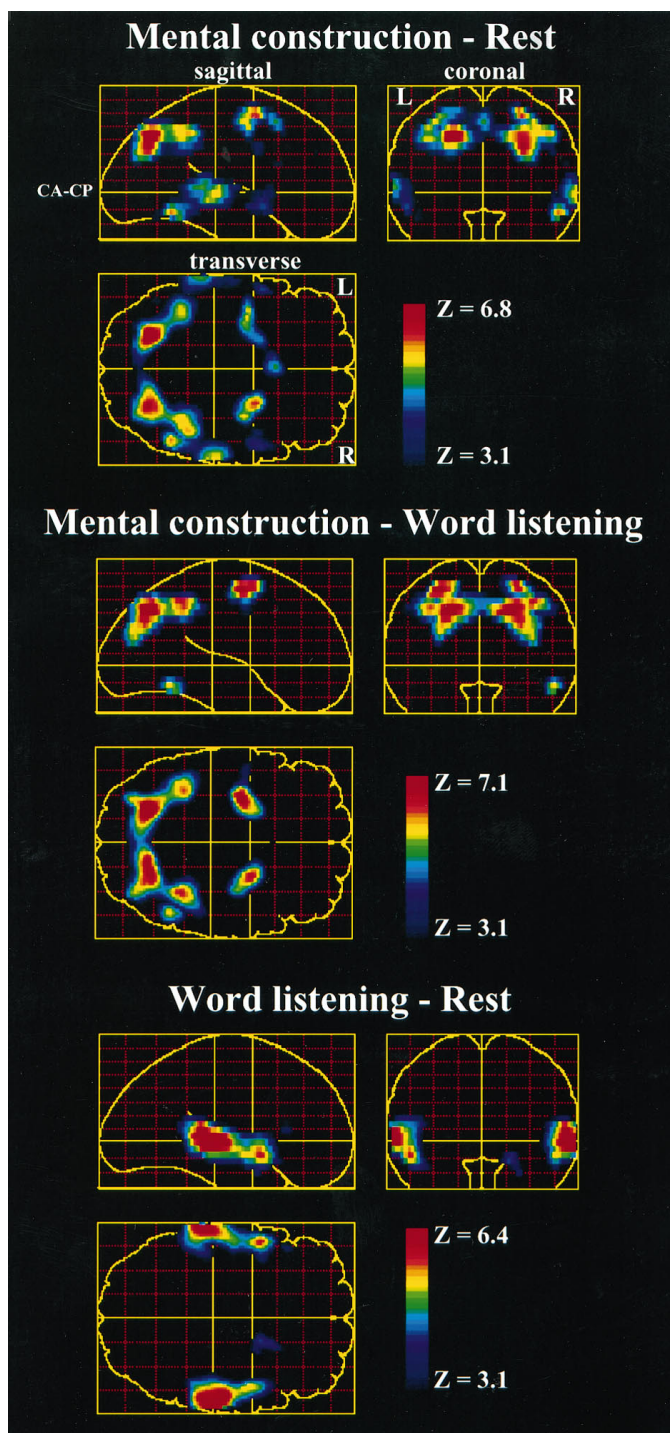 Mental construction - Rest
sagittal
coronal
L
R
CA-CP
transverse
L
R
Z = 6.8
Z = 3.1
Mental construction - Word listening
Z = 7.1
Z = 3.1
Word listening - Rest
Z = 6.4
Z = 3.1